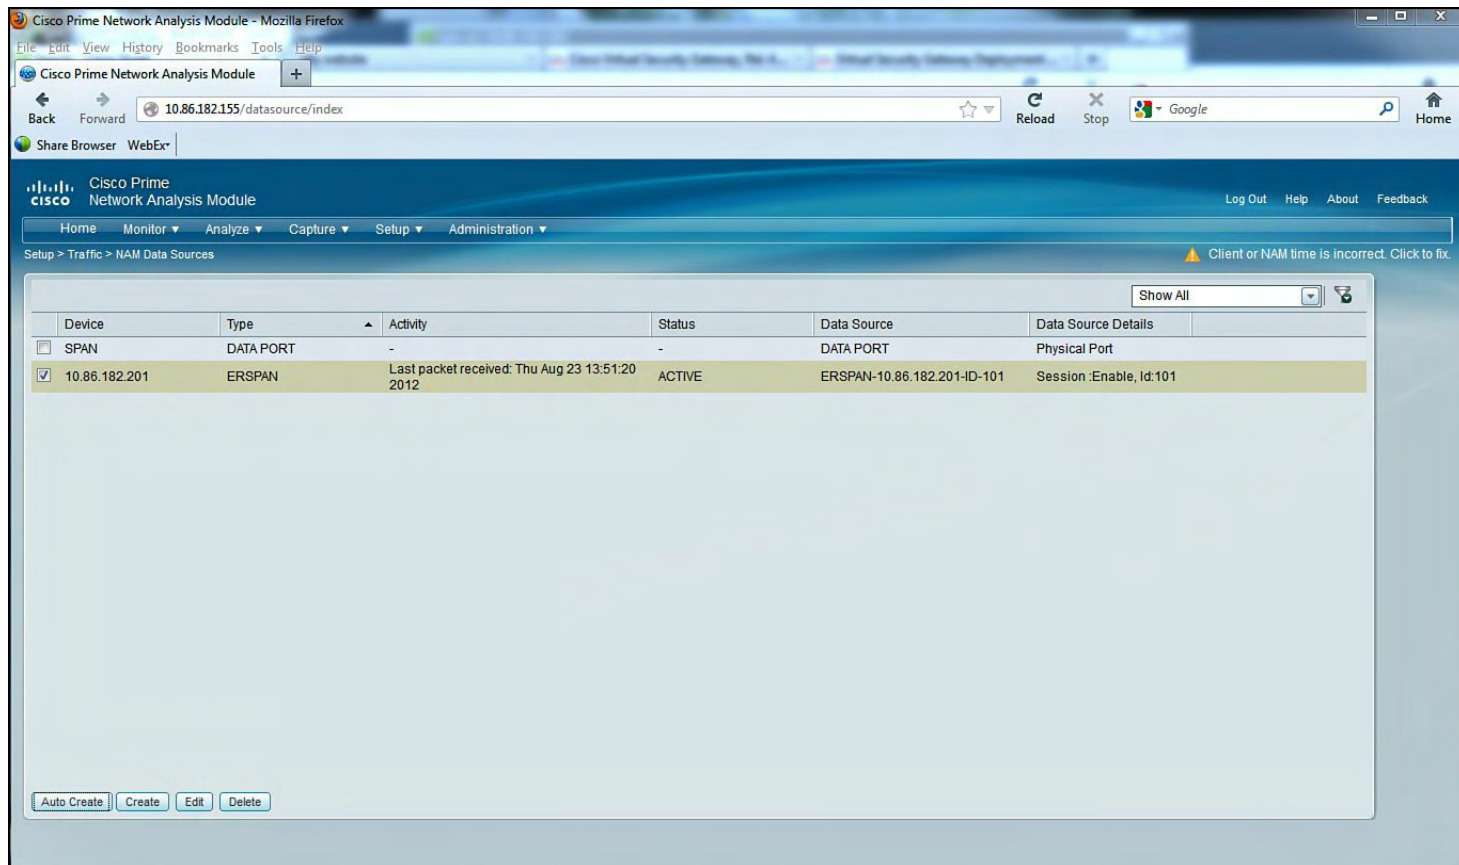 Cisco Prime Network Analysis Module - Mozilla Firefox
File Edit View History Bookmarks Tools Help
Cisco Prime Network Analysis Module +
Back Forward 10.86.182.155/datasource/index Reload Stop Google Home
Share Browser WebEx
cisco Cisco Prime
Network Analysis Module
Log Out Help About Feedback
Home Monitor Analyze Capture Setup Administration
Setup > Traffic > NAM Data Sources
Client or NAM time is incorrect. Click to fix.
Show All
Device Type Activity Status Data Source Data Source Details
SPAN DATA PORT - - DATA PORT Physical Port
10.86.182.201 ERSPAN Last packet received: Thu Aug 23 13:51:20 2012 ACTIVE ERSPAN-10.86.182.201-ID-101 Session :Enable, Id:101
Auto Create Create Edit Delete